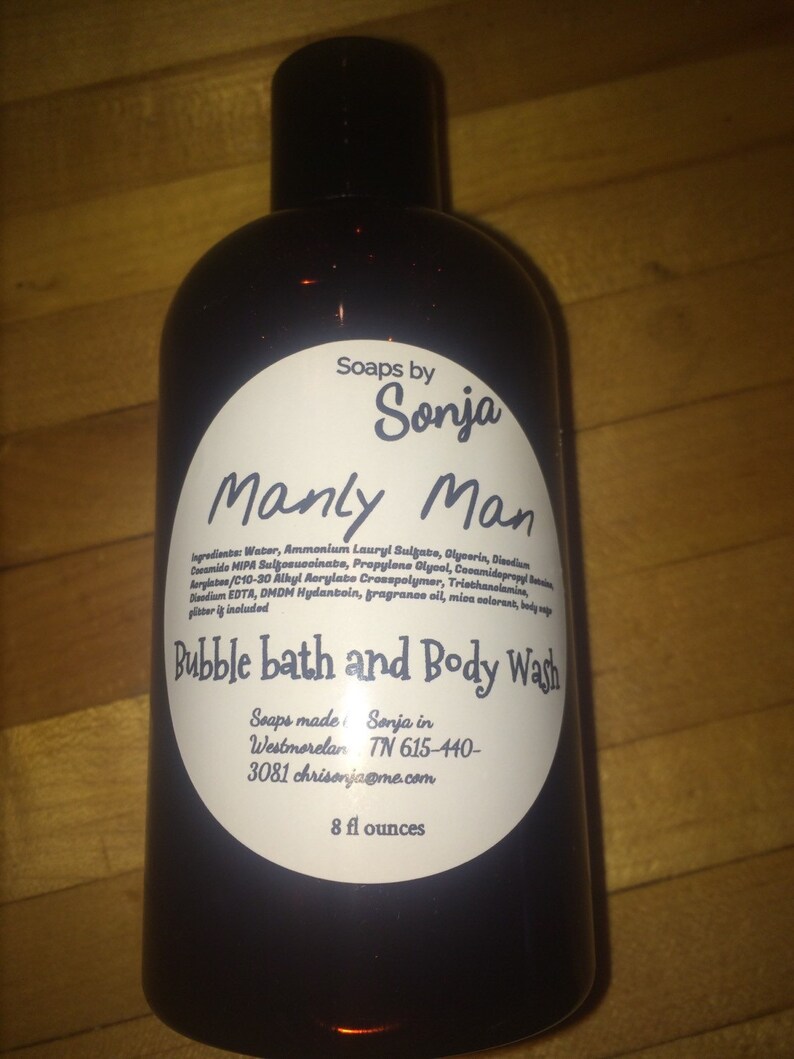 Soaps by
Sonja
Manly Man
Ingredients: Water, Ammonium Lauryl Sulfate, Glycerin, Disodium
Cocamido MIPA Sulfosuccinate, Propylene Glycol, Cocamidopropyl Betaine,
Acrylates/C10-30 Alkyl Acrylate Crosspolymer, Triethanolamine,
Disodium EDTA, DMDM Hydantoin, fragrance oil, mica colorant, body safe
glitter if included
Bubble bath and Body Wash
Soaps made Sonja in
TN 615-440-
3081 chrisonja@me.com
8 fl ounces